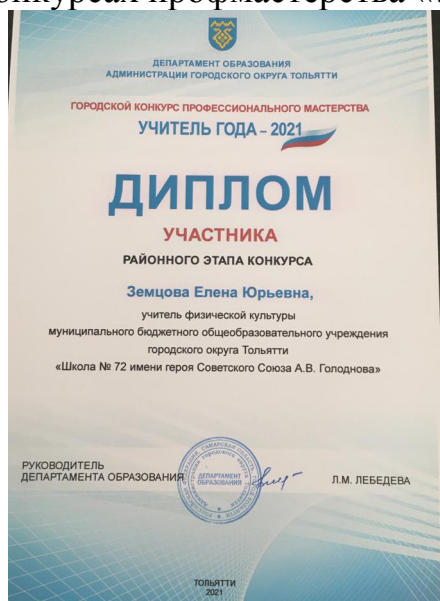 конкурсах профмастерства «
ДЕПАРТАМЕНТ ОБРАЗОВАНИЯ
АДМИНИСТРАЦИИ ГОРОДСКОГО ОКРУГА ТОЛЬЯТТИ
ГОРОДСКОЙ КОНКУРС ПРОФЕССИОНАЛЬНОГО МАСТЕРСТВА
УЧИТЕЛЬ ГОДА – 2021
ДИПЛОМ
УЧАСТНИКА
РАЙОННОГО ЭТАПА КОНКУРСА
Земцова Елена Юрьевна,
учитель физической культуры
муниципального бюджетного общеобразовательного учреждения
городского округа Тольятти
«Школа № 72 имени героя Советского Союза А.В. Голоднова»
РУКОВОДИТЕЛЬ
ДЕПАРТАМЕНТА ОБРАЗОВАНИЯ
ДЕПАРТАМЕНТ
ОБРАЗОВАНИЯ
Л.М. ЛЕБЕДЕВА
ТОЛЬЯТТИ
2021